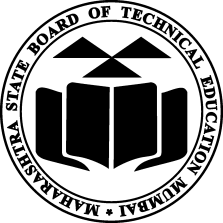 MAHARASHTRA STATE BOARD OF TECHNICAL EDUCATION MUMBAI *